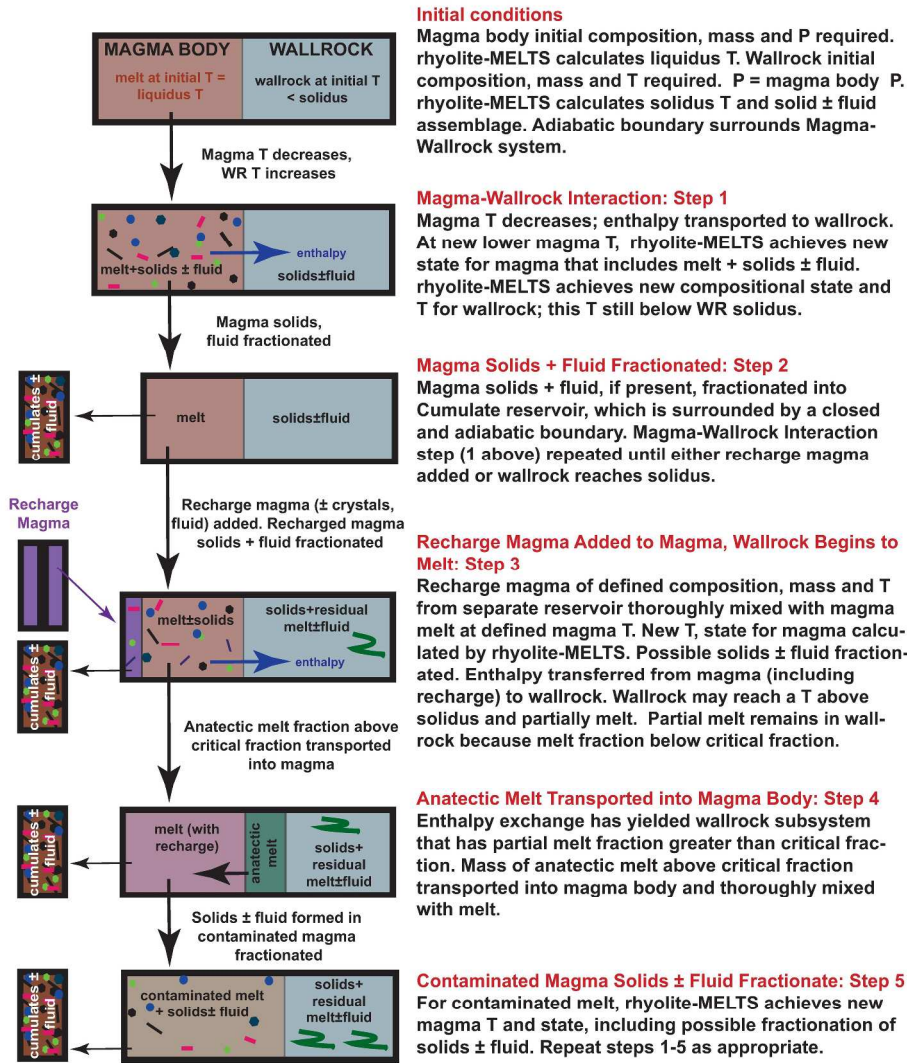 Initial conditions
Magma body initial composition, mass and P required.
rhyolite-MELTS calculates liquidus T. Wallrock initial
composition, mass and T required.  P = magma body  P.
rhyolite-MELTS calculates solidus T and solid ± fluid
assemblage. Adiabatic boundary surrounds Magma-
Wallrock system.
MAGMA BODY
melt at initial T =
liquidus T
WALLROCK
wallrock at initial T
< solidus
Magma T decreases,
WR T increases
Magma-Wallrock Interaction: Step 1
Magma T decreases; enthalpy transported to wallrock.
At new lower magma T,  rhyolite-MELTS achieves new
state for magma that includes melt + solids ± fluid.
rhyolite-MELTS achieves new compositional state and
T for wallrock; this T still below WR solidus.
melt+solids ± fluid
enthalpy
solids±fluid
Magma solids,
fluid fractionated
Magma Solids + Fluid Fractionated: Step 2
Magma solids + fluid, if present, fractionated into
Cumulate reservoir, which is surrounded by a closed
and adiabatic boundary. Magma-Wallrock Interaction
step (1 above) repeated until either recharge magma
added or wallrock reaches solidus.
cumulates ±
fluid
melt
solids±fluid
Recharge magma (± crystals,
fluid) added. Recharged magma
solids + fluid fractionated
Recharge
Magma
Recharge Magma Added to Magma, Wallrock Begins to
Melt: Step 3
Recharge magma of defined composition, mass and T
from separate reservoir thoroughly mixed with magma
melt at defined magma T. New T, state for magma calcu-
lated by rhyolite-MELTS. Possible solids ± fluid fraction-
ated. Enthalpy transferred from magma (including
recharge) to wallrock. Wallrock may reach a T above
solidus and partially melt.  Partial melt remains in wall-
rock because melt fraction below critical fraction.
cumulates ±
fluid
melt±solids
enthalpy
solids+residual
melt±fluid
Anatectic melt fraction above
critical fraction transported
into magma
Anatectic Melt Transported into Magma Body: Step 4
Enthalpy exchange has yielded wallrock subsystem
that has partial melt fraction greater than critical frac-
tion. Mass of anatectic melt above critical fraction
transported into magma body and thoroughly mixed
with melt.
cumulates ±
fluid
melt (with
recharge)
anatectic
melt
solids+
residual
melt±fluid
Solids ± fluid formed in
contaminated magma
fractionated
Contaminated Magma Solids ± Fluid Fractionate: Step 5
For contaminated melt, rhyolite-MELTS achieves new
magma T and state, including possible fractionation of
solids ± fluid. Repeat steps 1-5 as appropriate.
cumulates ±
fluid
contaminated melt
+ solids± fluid
solids+
residual
melt±fluid